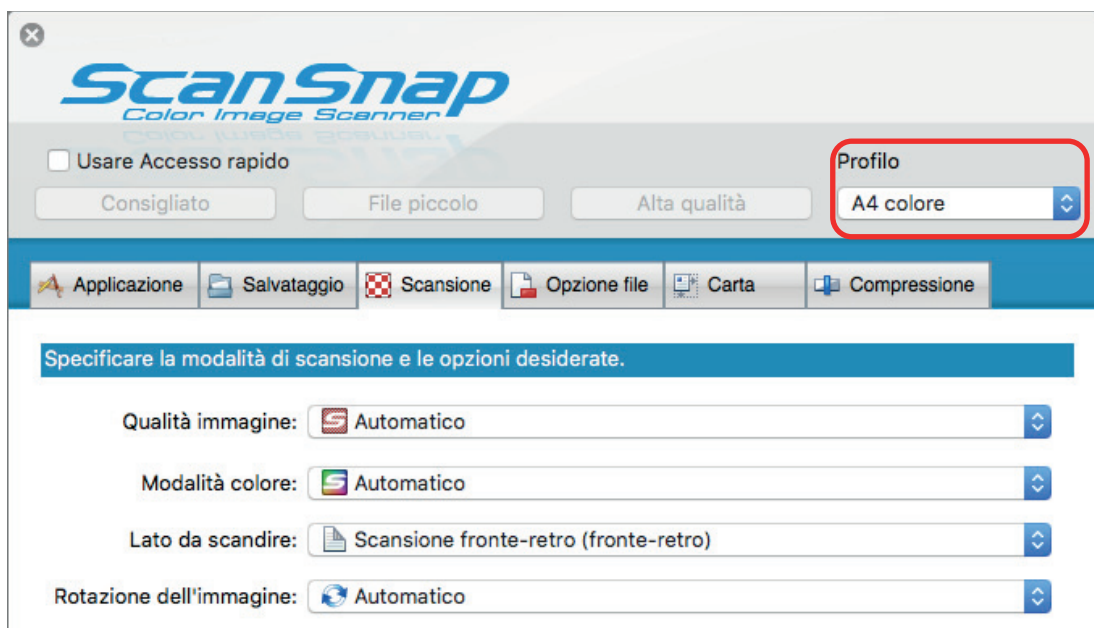 ScanSnap
Color Image Scanner
Usare Accesso rapido
Profilo
Consigliato
File piccolo
Alta qualità
A4 colore
Applicazione
Salvataggio
Scansione
Opzione file
Carta
Compressione
Specificare la modalità di scansione e le opzioni desiderate.
Qualità immagine: Automatico
Modalità colore: Automatico
Lato da scandire: Scansione fronte-retro (fronte-retro)
Rotazione dell'immagine: Automatico